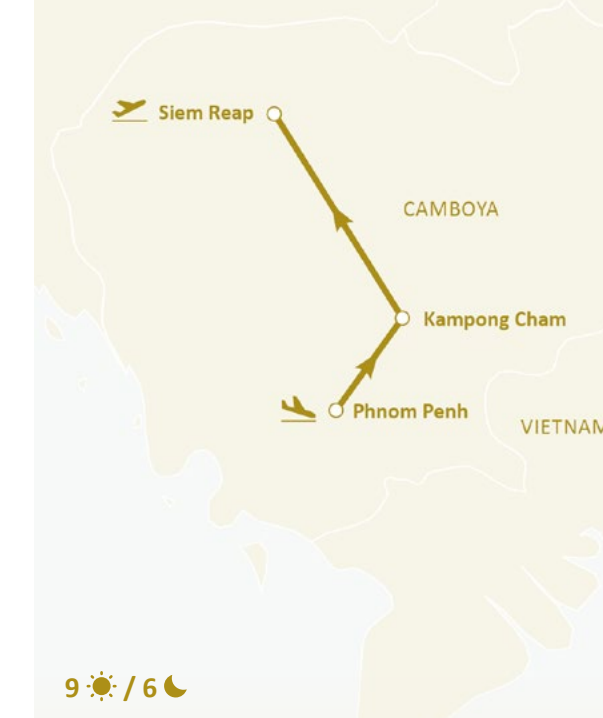 Siem Reap
CAMBOYA
Kampong Cham
Phnom Penh
VIETNAM
9 / 6